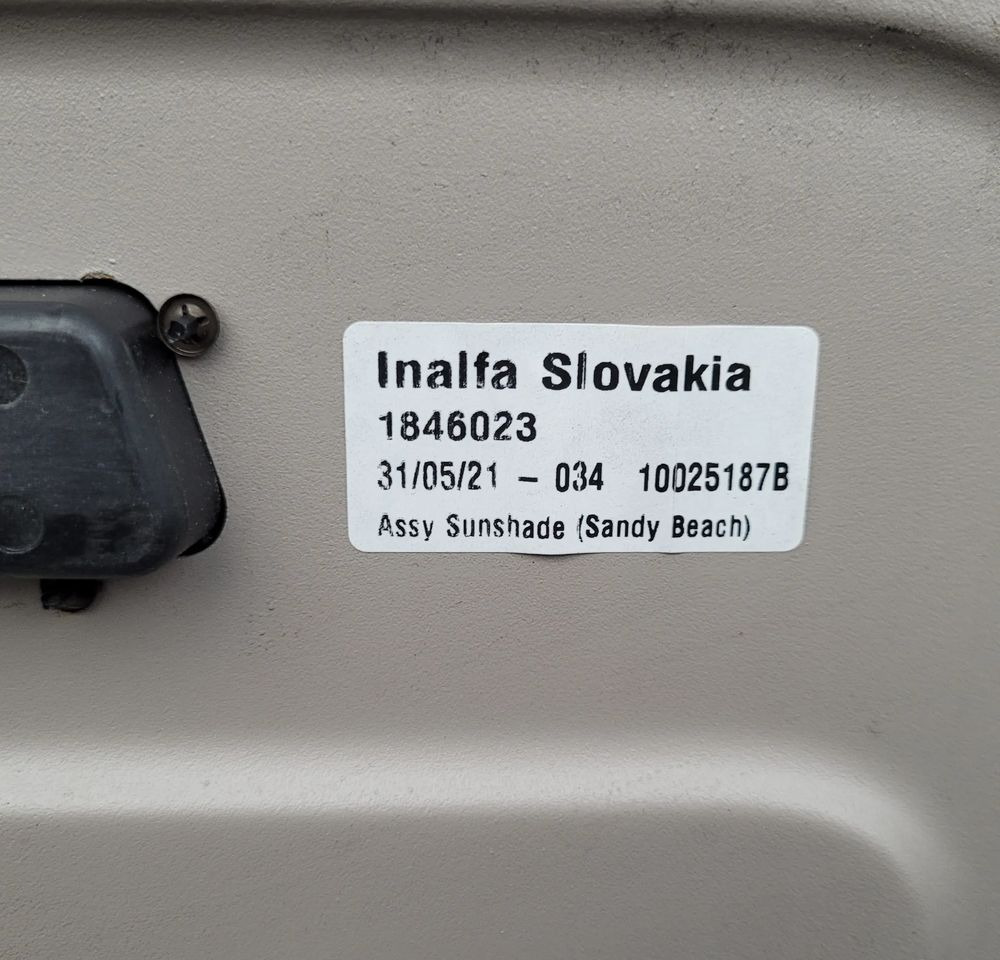 Inalfa Slovakia
1846023
31/05/21 - 034 10025187B
Assy Sunshade (Sandy Beach)